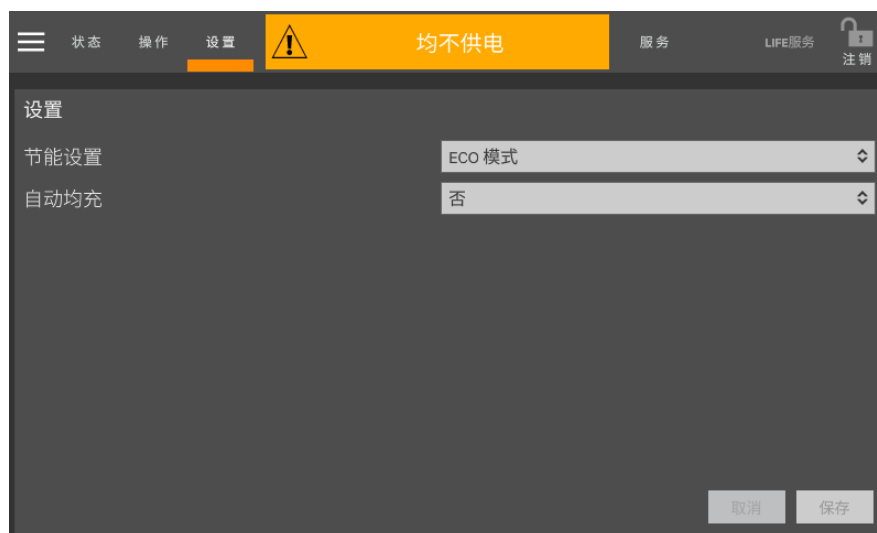 状态 操作 设置 均不供电 服务 LIFE服务 注销
设置
节能设置 ECO 模式
自动均充 否
取消 保存